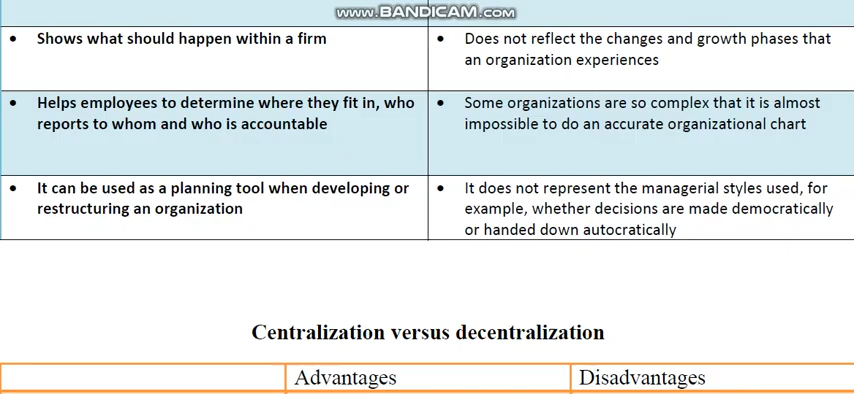 www.BANDICAM.com
• Shows what should happen within a firm
• Does not reflect the changes and growth phases that
an organization experiences
• Helps employees to determine where they fit in, who
reports to whom and who is accountable
• Some organizations are so complex that it is almost
impossible to do an accurate organizational chart
• It can be used as a planning tool when developing or
restructuring an organization
• It does not represent the managerial styles used, for
example, whether decisions are made democratically
or handed down autocratically
Centralization versus decentralization
Advantages
Disadvantages